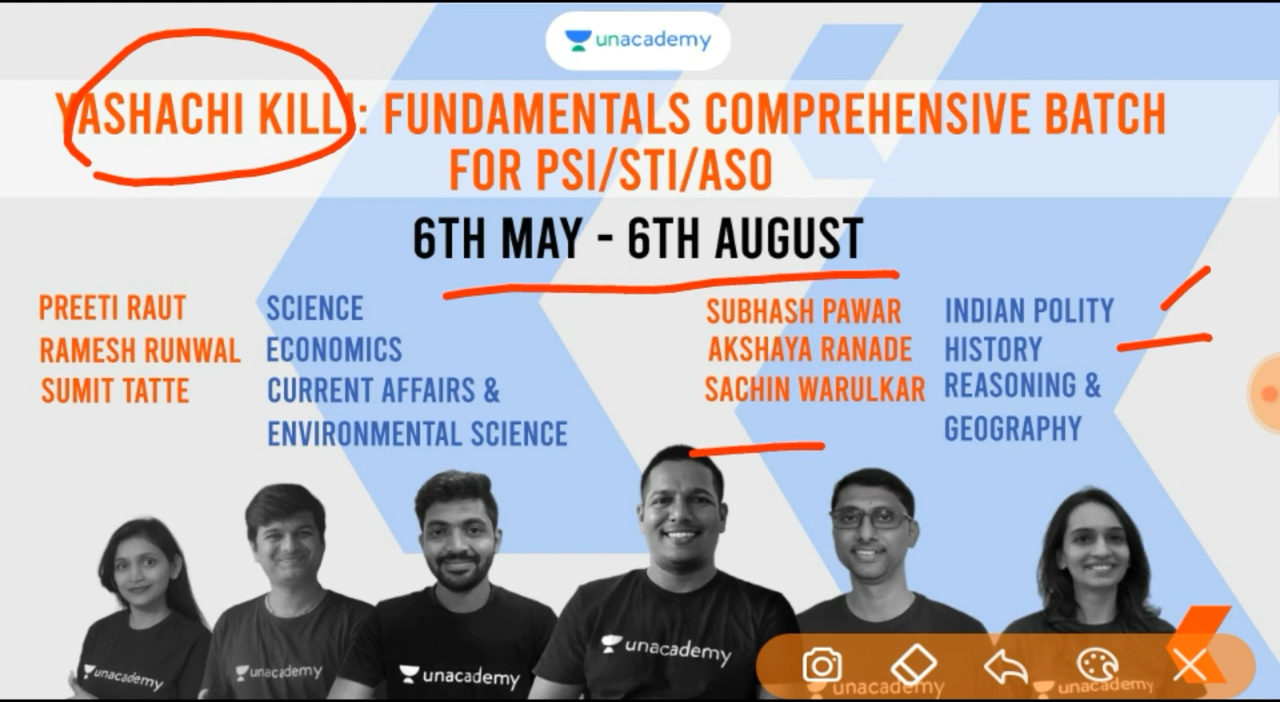 unacademy
YASHACHI KILLI: FUNDAMENTALS COMPREHENSIVE BATCH
FOR PSI/STI/ASO
6TH MAY - 6TH AUGUST
PREETI RAUT SCIENCE
RAMESH RUNWAL ECONOMICS
SUMIT TATTE CURRENT AFFAIRS &
ENVIRONMENTAL SCIENCE
SUBHASH PAWAR INDIAN POLITY
AKSHAYA RANADE HISTORY
SACHIN WARULKAR REASONING &
GEOGRAPHY
unacademy
unacademy
unacademy
unacademy
unacademy
unacademy